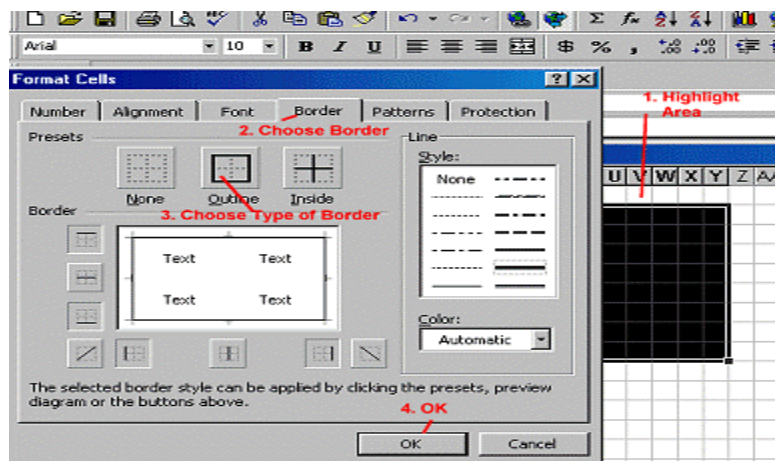 Arial 10 B I U $ % , .00
Format Cells
1. Highlight
Area
Number Alignment Font Border Patterns Protection
2. Choose Border
Presets
Line
Style:
None
None Outline Inside
U V W X Y Z
Border
3. Choose Type of Border
Text Text
Text Text
Color:
Automatic
The selected border style can be applied by clicking the presets, preview
diagram or the buttons above.
4. OK
OK Cancel